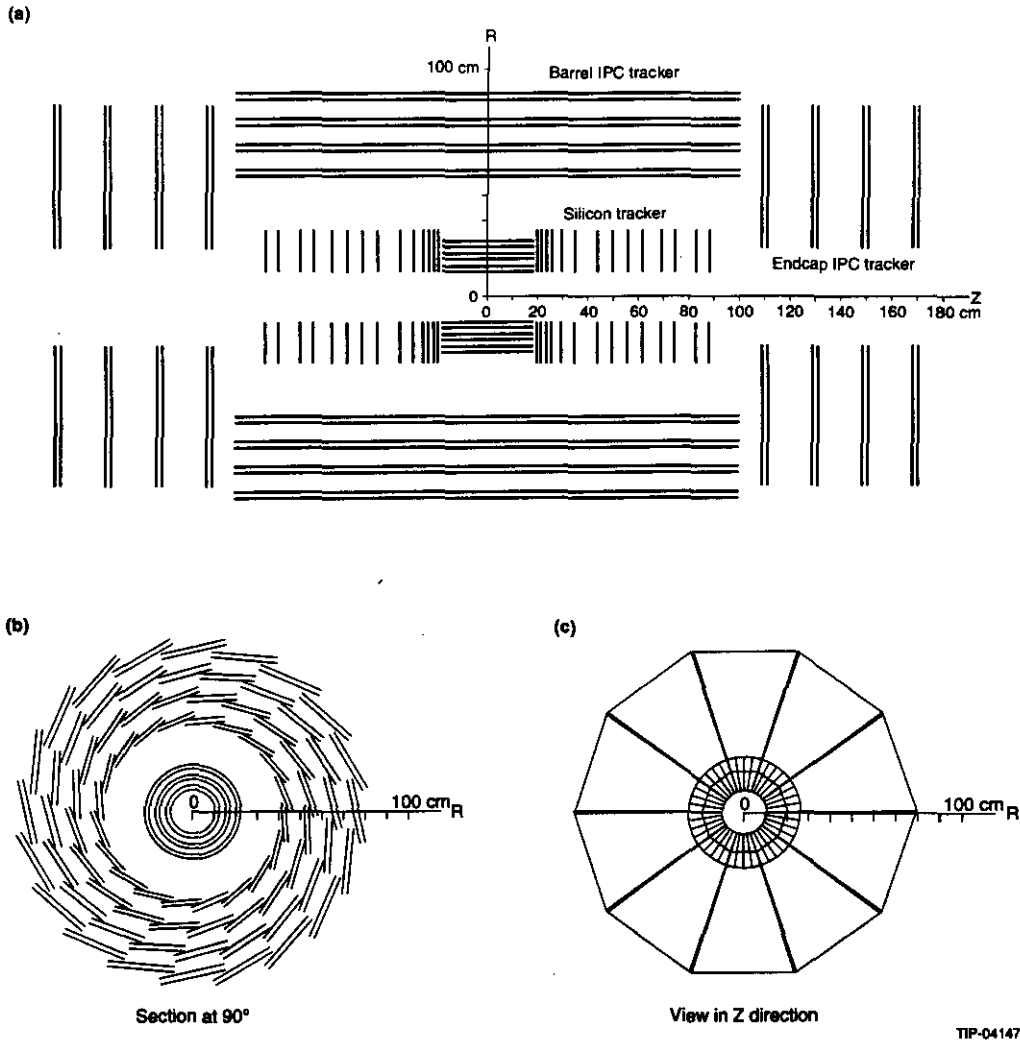 (a)
R
100 cm
Barrel IPC tracker
Silicon tracker
Endcap IPC tracker
0
Z
0 20 40 60 80 100 120 140 160 180 cm
(b)
0
100 cm
R
Section at 90°
(c)
0
100 cm
R
View in Z direction
TIP-04147